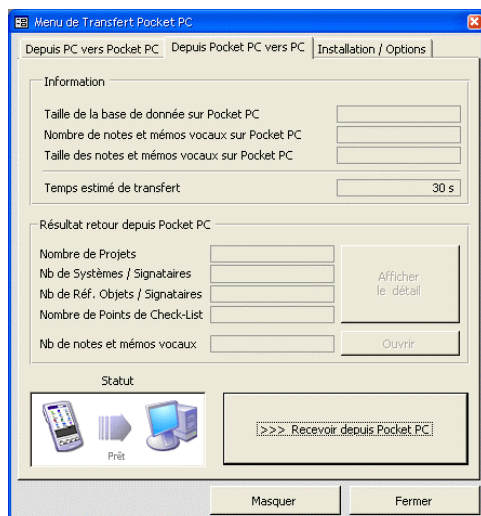 Menu de Transfert Pocket PC
Depuis PC vers Pocket PC
Depuis Pocket PC vers PC
Installation / Options
Information
Taille de la base de donnée sur Pocket PC
Nombre de notes et mémos vocaux sur Pocket PC
Taille des notes et mémos vocaux sur Pocket PC
Temps estimé de transfert
30 s
Résultat retour depuis Pocket PC
Nombre de Projets
Nb de Systèmes / Signataires
Nb de Réf. Objets / Signataires
Nombre de Points de Check-List
Afficher
le détail
Nb de notes et mémos vocaux
Ouvrir
Statut
Prêt
>>> Recevoir depuis Pocket PC
Masquer
Fermer